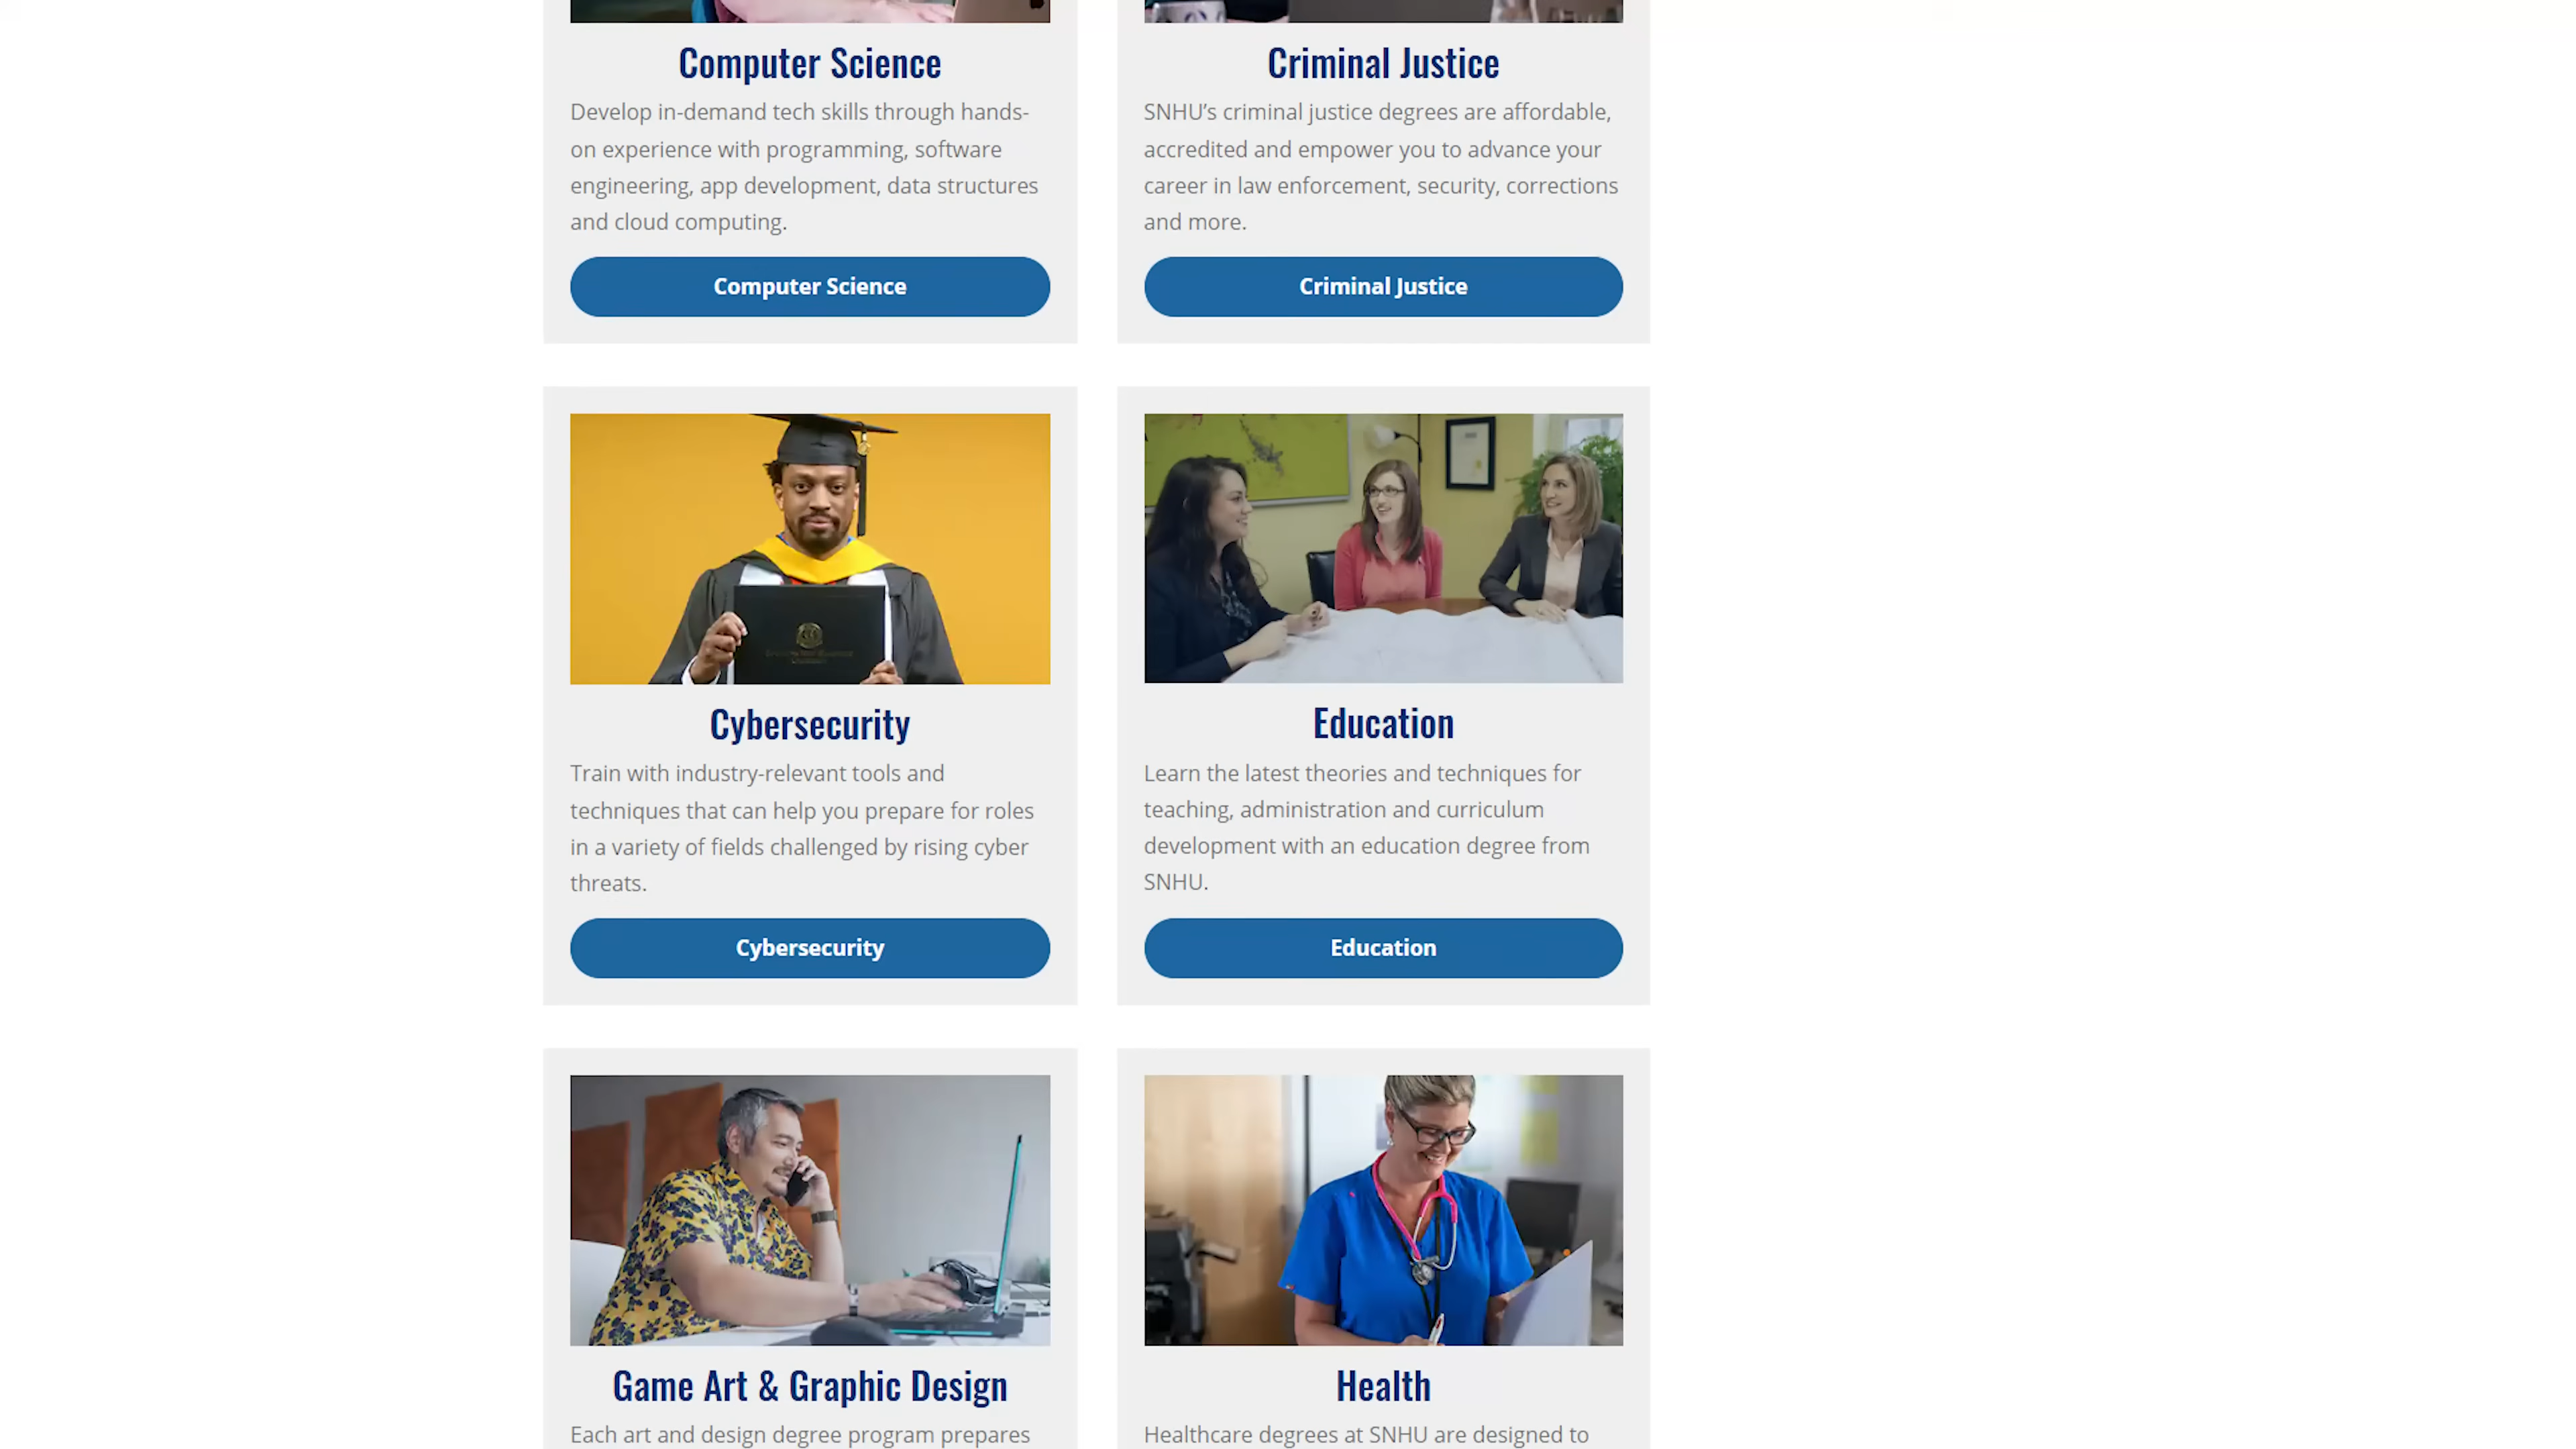 Computer Science
Develop in-demand tech skills through hands-
on experience with programming, software
engineering, app development, data structures
and cloud computing.
Computer Science
Criminal Justice
SNHU’s criminal justice degrees are affordable,
accredited and empower you to advance your
career in law enforcement, security, corrections
and more.
Criminal Justice
Cybersecurity
Train with industry-relevant tools and
techniques that can help you prepare for roles
in a variety of fields challenged by rising cyber
threats.
Cybersecurity
Education
Learn the latest theories and techniques for
teaching, administration and curriculum
development with an education degree from
SNHU.
Education
Game Art & Graphic Design
Each art and design degree program prepares
Health
Healthcare degrees at SNHU are designed to